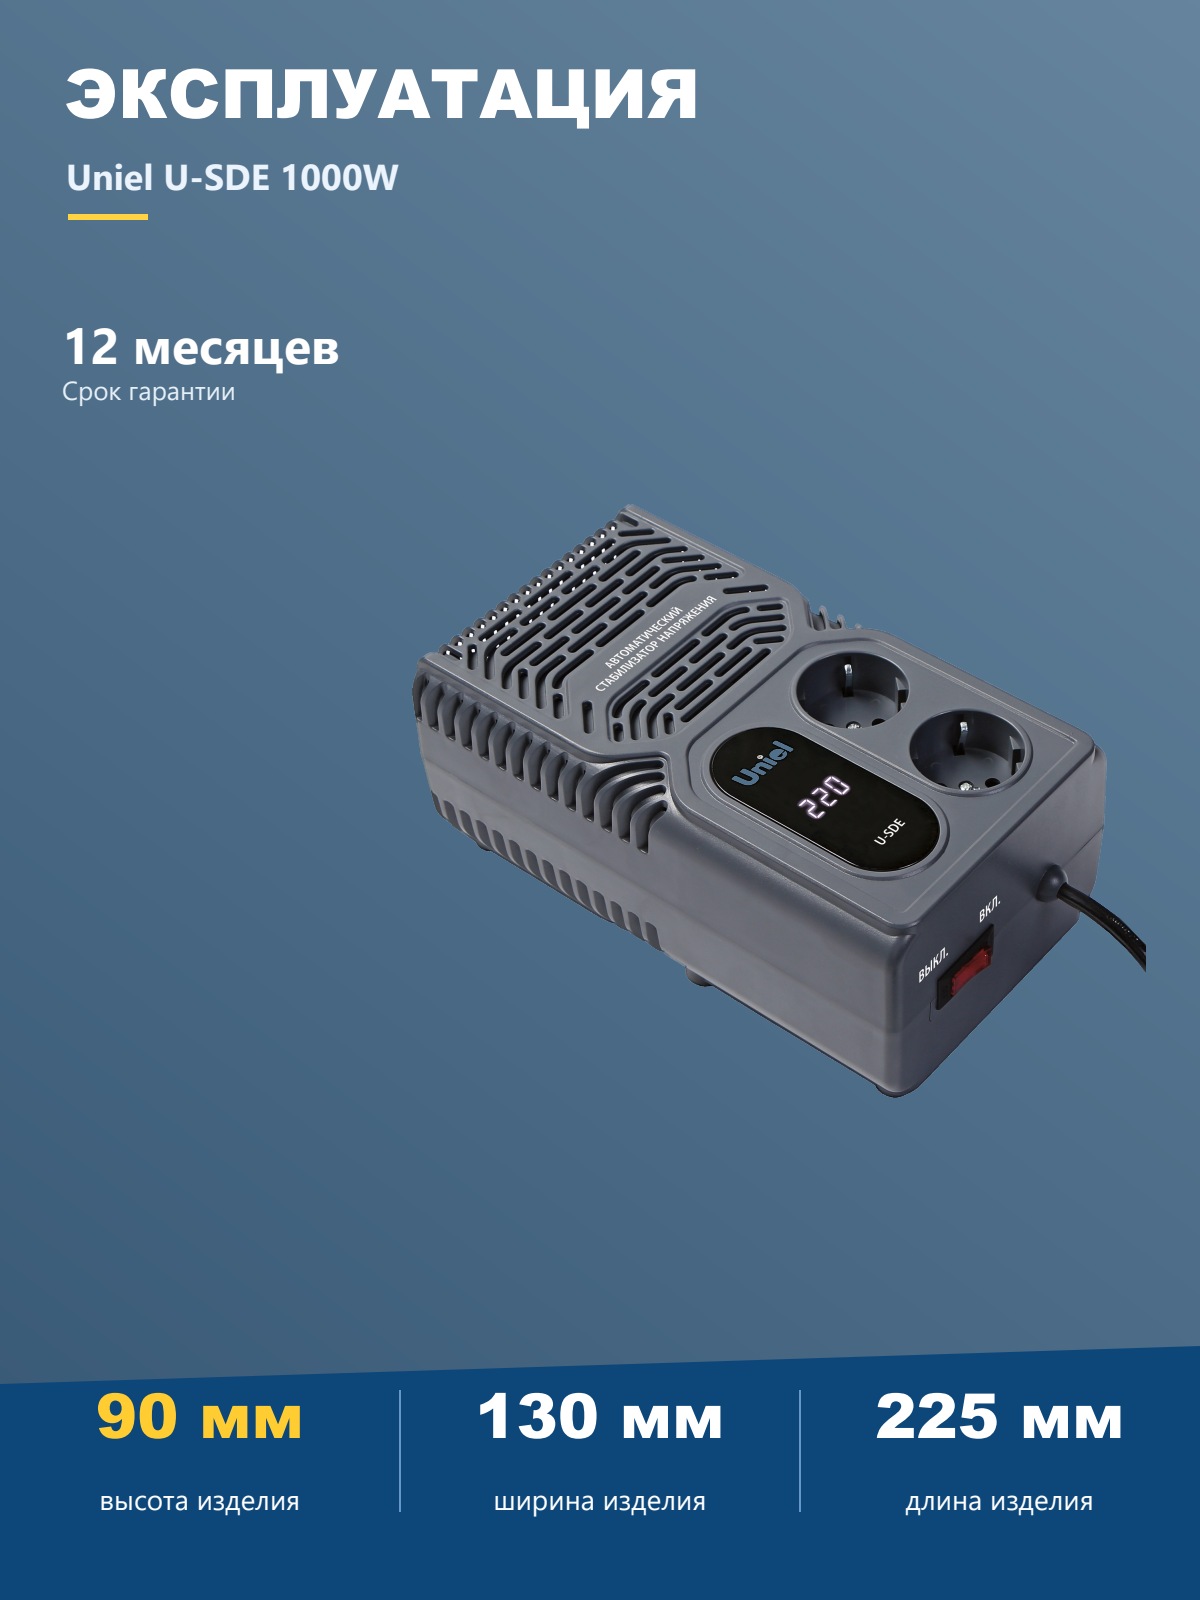 ЭКСПЛУАТАЦИЯ
Uniel U-SDE 1000W
12 месяцев
Срок гарантии
АВТОМАТИЧЕСКИЙ
СТАБИЛИЗАТОР НАПРЯЖЕНИЯ
Uniel
220
U-SDE
ВКЛ.
ВЫКЛ.
90 мм
высота изделия
130 мм
ширина изделия
225 мм
длина изделия